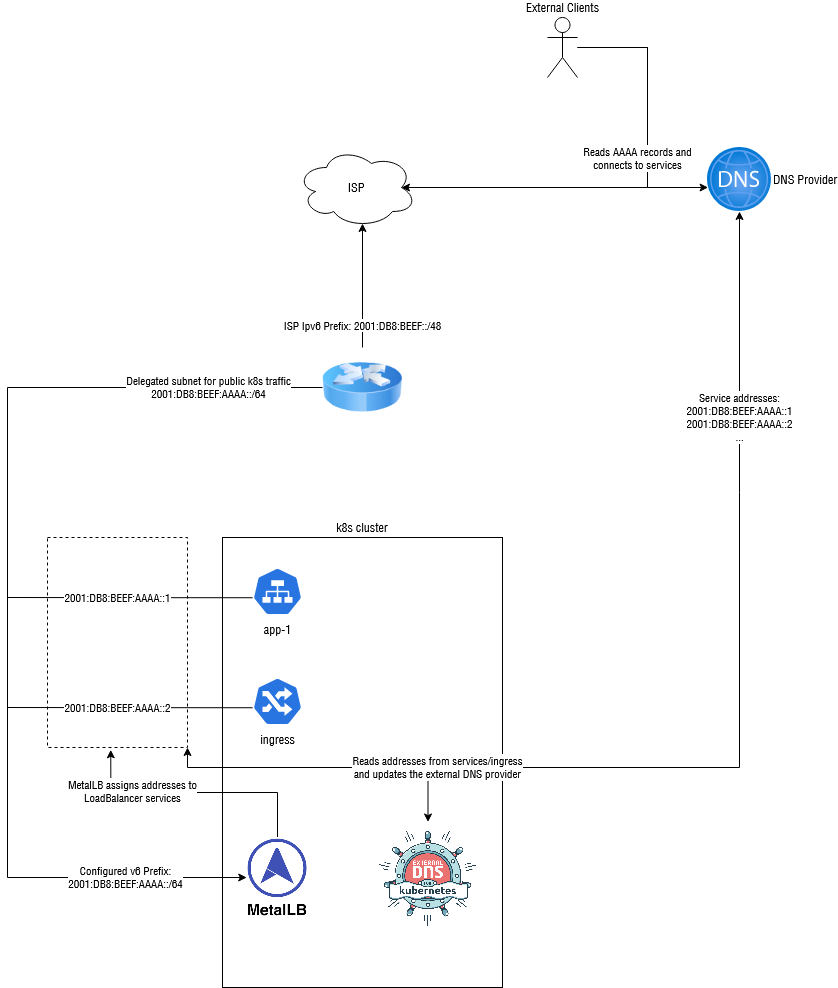 External Clients
Reads AAAA records and
connects to services
ISP
DNS
DNS Provider
ISP Ipv6 Prefix: 2001:DB8:BEEF::/48
Delegated subnet for public k8s traffic
2001:DB8:BEEF:AAAA::/64
Service addresses:
2001:DB8:BEEF:AAAA::1
2001:DB8:BEEF:AAAA::2
...
k8s cluster
2001:DB8:BEEF:AAAA::1
app-1
2001:DB8:BEEF:AAAA::2
ingress
Reads addresses from services/ingress
and updates the external DNS provider
MetalLB assigns addresses to
LoadBalancer services
Configured v6 Prefix:
2001:DB8:BEEF:AAAA::/64
MetalLB
EXTERNAL
DNS
FOR
kubernetes